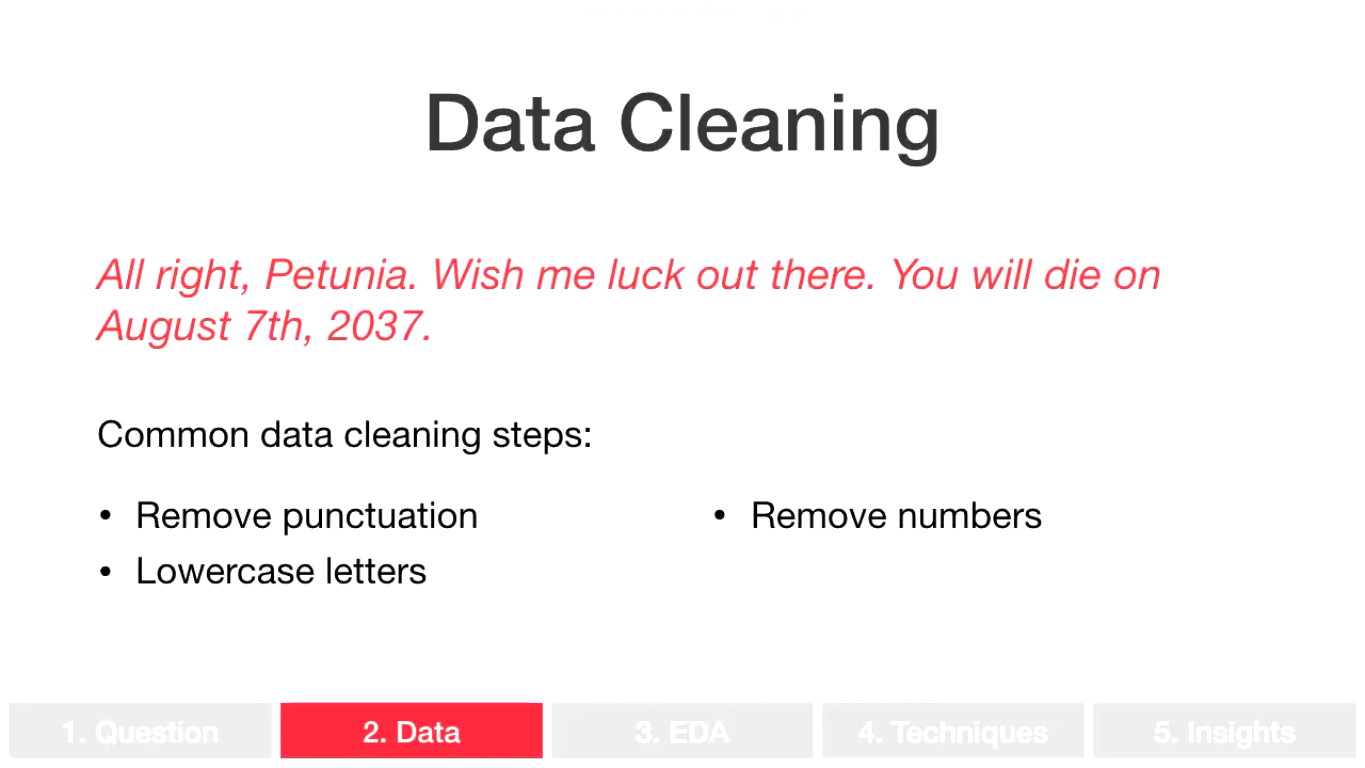 Data Cleaning
All right, Petunia. Wish me luck out there. You will die on
August 7th, 2037.
Common data cleaning steps:
• Remove punctuation
• Lowercase letters
• Remove numbers
1. Question
2. Data
3. EDA
4. Techniques
5. Insights